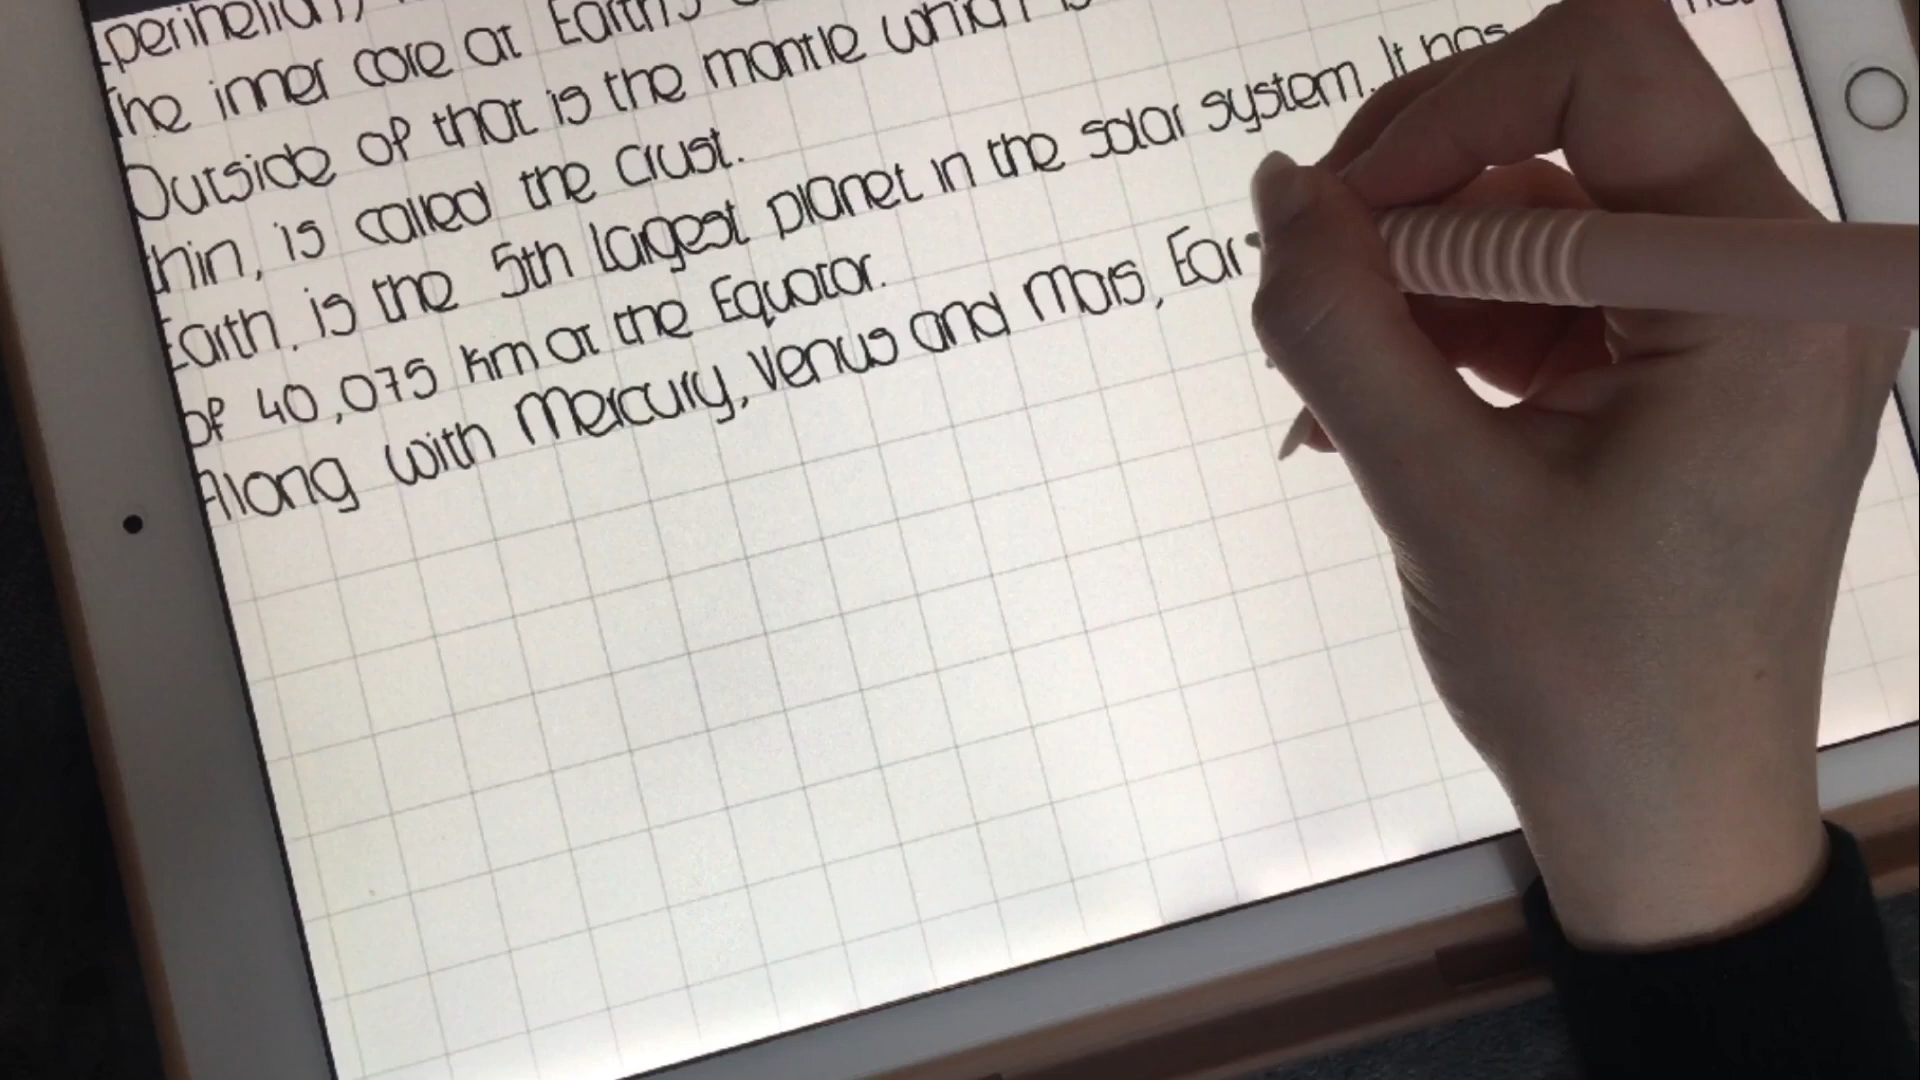 (perihelion)
The inner core at Earth's
Outside of that is the mantle which is
thin, is called the crust.
Earth. is the 5th largest planet in the solar system. It has
of 40,075 km at the Equator.
Along with Mercury, Venus and Mars, Ear